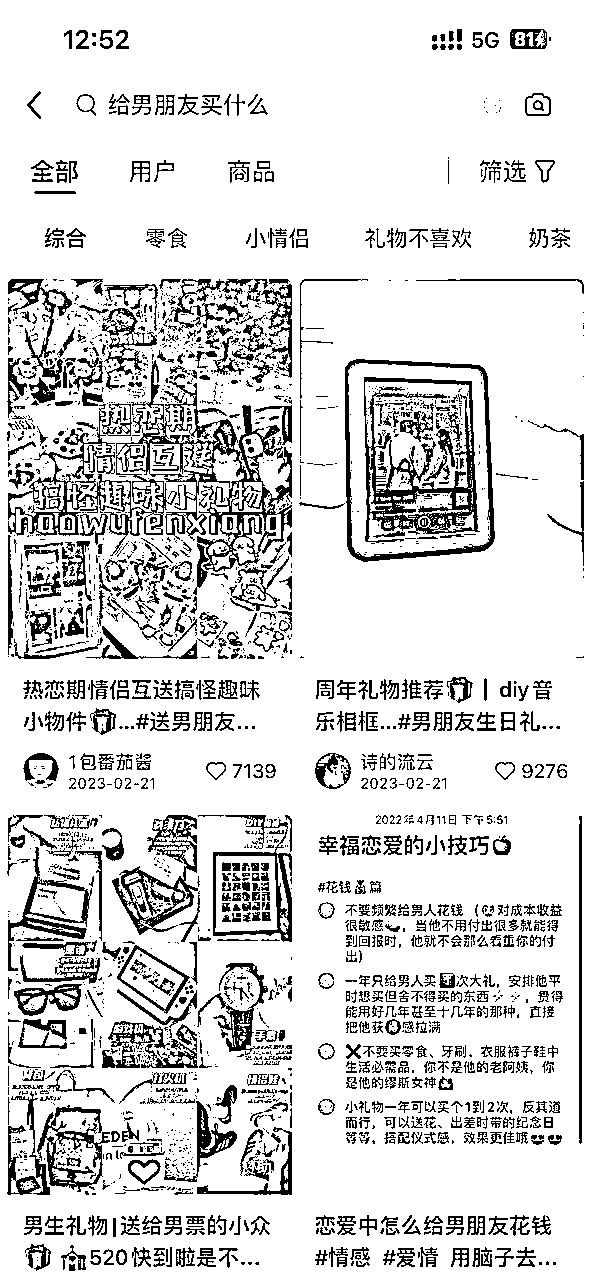 12:52
5G 81
给男朋友买什么
全部 用户 商品 筛选
综合 零食 小情侣 礼物不喜欢 奶茶
热恋期
情侣互送
搞怪趣味小礼物
haowufenxiang
热恋期情侣互送搞怪趣味
小物件🎁...#送男朋友...
1包番茄酱
2023-02-21
7139
周年礼物推荐🎁 | diy音
乐相框...#男朋友生日礼...
诗的流云
2023-02-21
9276
EDEN
男生礼物|送给男票的小众
520快到啦是不...
2022年4月11日 下午5:51
幸福恋爱的小技巧
#花钱 篇
不要频繁给男人花钱 (对成本收益
很敏感，当他不用付出很多就能得
到回报时，他就不会那么看重你的付
出)
一年只给男人买 次大礼，安排他平
时想买但舍不得买的东西，贵得
能用好几年甚至十几年的那种，直接
把他获 感拉满
❌不要买零食、牙刷、衣服裤子鞋中
生活必需品，你不是他的老阿姨，你
是他的缪斯女神
小礼物一年可以买个1到2次，反其道
而行，可以送花、出差时带的纪念日
等等，搭配仪式感，效果更佳哦
恋爱中怎么给男朋友花钱
#情感 #爱情 用脑子去...